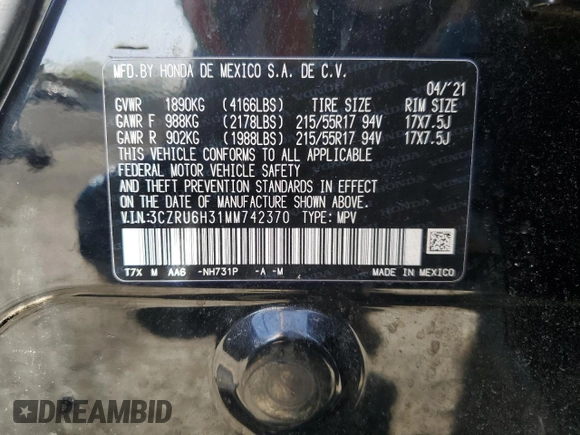 MFD.BY HONDA DE MEXICO S.A. DE C.V.
04/'21
GVWR 1890KG (4166LBS) TIRE SIZE RIM SIZE
GAWR F 988KG (2178LBS) 215/55R17 94V 17X7.5J
GAWR R 902KG (1988LBS) 215/55R17 94V 17X7.5J
THIS VEHICLE CONFORMS TO ALL APPLICABLE
FEDERAL MOTOR VEHICLE SAFETY
AND THEFT PREVENTION STANDARDS IN EFFECT
ON THE DATE OF MANUFACTURE SHOWN ABOVE.
V.I.N.:3CZRU6H31MM742370 TYPE: MPV
T7X M AA6 -NH731P -A -M MADE IN MEXICO
DREAMBID